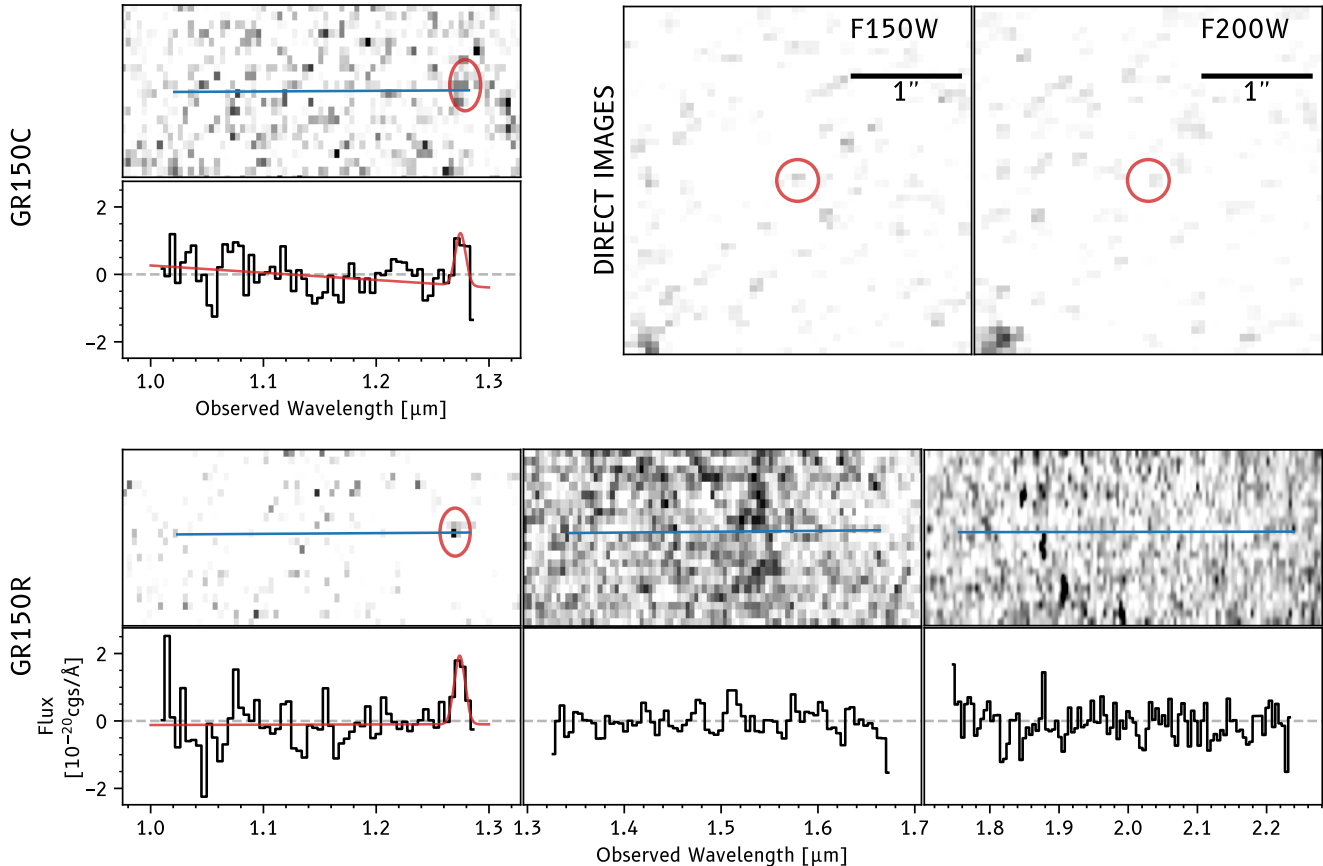 GR150C
2
0
−2
1.0 1.1 1.2 1.3
Observed Wavelength [μm]
DIRECT IMAGES
F150W
1″
F200W
1″
GR150R
Flux
[10⁻²⁰cgs/Å]
2
0
−2
1.0 1.1 1.2 1.3 1.3 1.4 1.5 1.6 1.7 1.8 1.9 2.0 2.1 2.2
Observed Wavelength [μm]